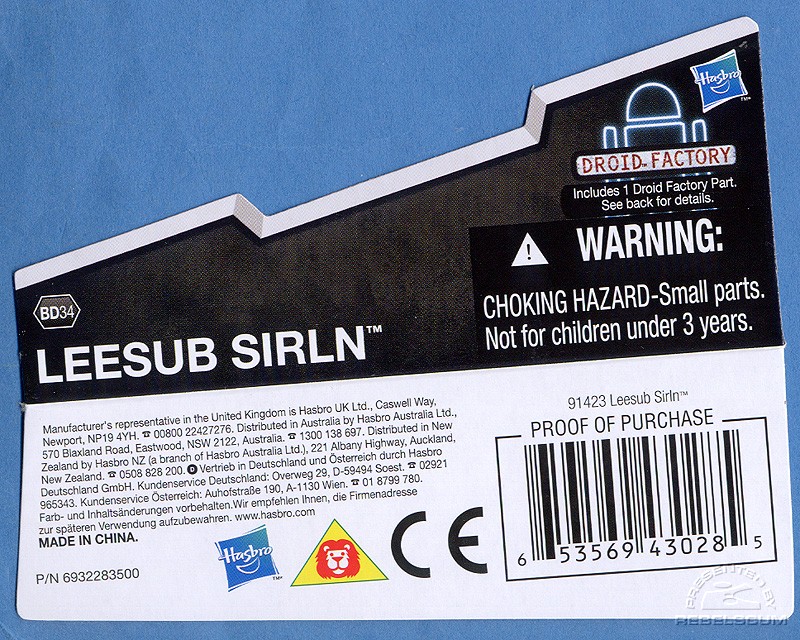 Hasbro
TM
DROID FACTORY
Includes 1 Droid Factory Part.
See back for details.
! WARNING:
CHOKING HAZARD-Small parts.
Not for children under 3 years.
BD34
LEESUB SIRLN™
Manufacturer's representative in the United Kingdom is Hasbro UK Ltd., Caswell Way,
Newport, NP19 4YH. ☎ 00800 22427276. Distributed in Australia by Hasbro Australia Ltd.,
570 Blaxland Road, Eastwood, NSW 2122, Australia. ☎ 1300 138 697. Distributed in New
Zealand by Hasbro NZ (a branch of Hasbro Australia Ltd.), 221 Albany Highway, Auckland,
New Zealand. ☎ 0508 828 200. D Vertrieb in Deutschland und Österreich durch Hasbro
Deutschland GmbH. Kundenservice Deutschland: Overweg 29, D-59494 Soest. ☎ 02921
965343. Kundenservice Österreich: Auhofstraße 190, A-1130 Wien. ☎ 01 8799 780.
Farb- und Inhaltsänderungen vorbehalten.Wir empfehlen Ihnen, die Firmenadresse
zur späteren Verwendung aufzubewahren. www.hasbro.com
MADE IN CHINA.
P/N 6932283500
Hasbro
TM
CE
91423 Leesub Sirln™
PROOF OF PURCHASE
6 53569 43028 5
PRESENTED BY
REBELSCUM